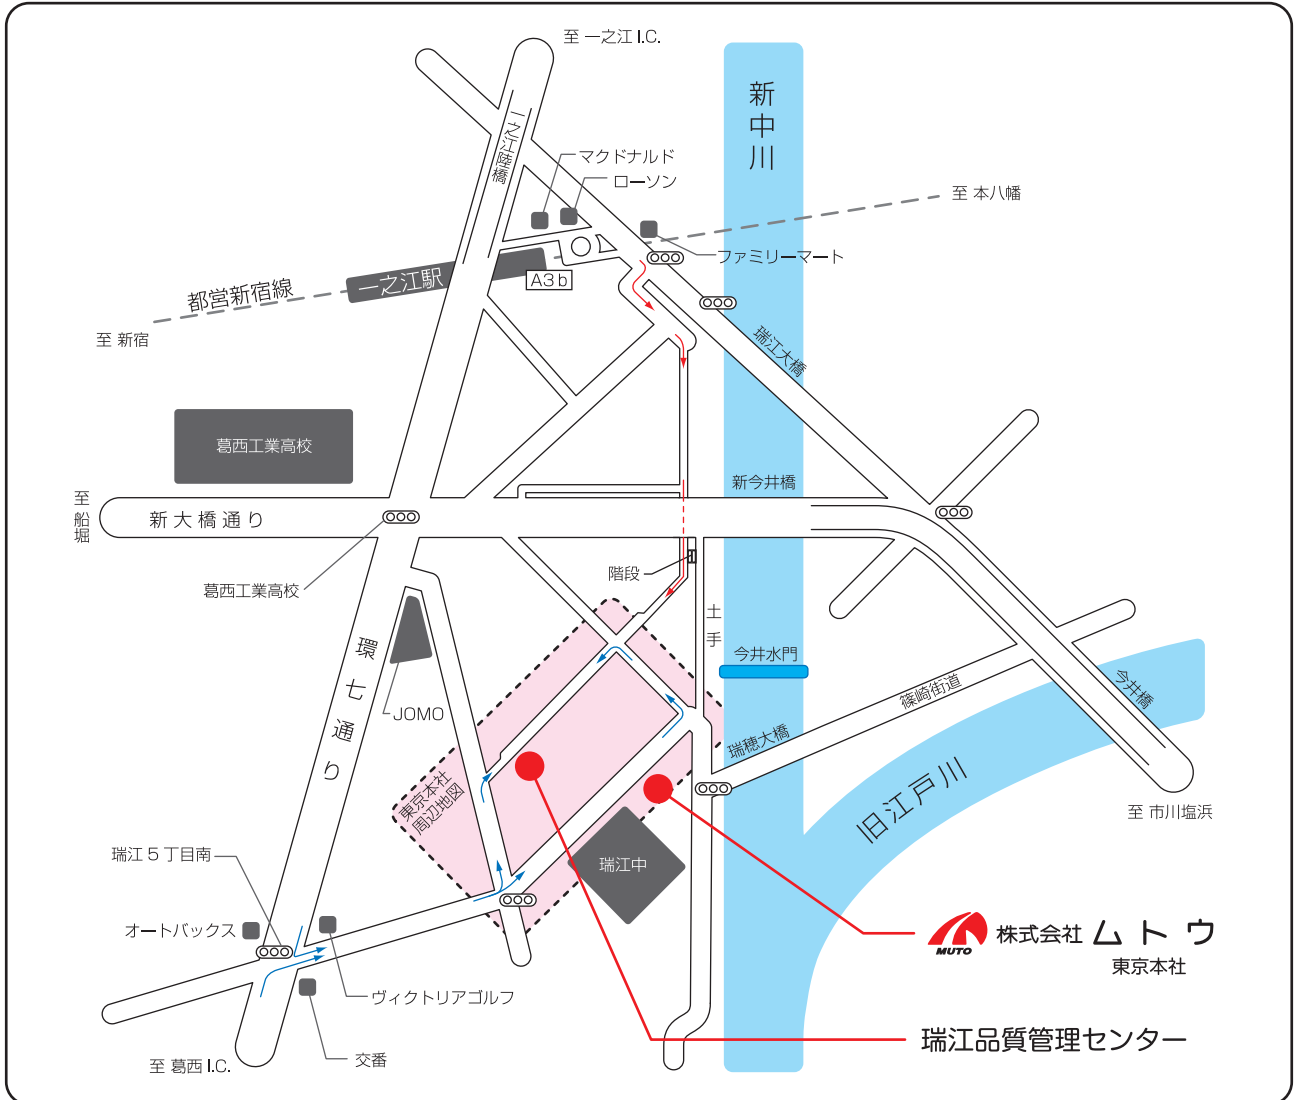 至 一之江 I.C.
新中川
一之江陸橋
マクドナルド
ローソン
至 本八幡
ファミリーマート
都営新宿線
一之江駅
A3b
至 新宿
瑞江大橋
葛西工業高校
至船堀
新大橋通り
新今井橋
葛西工業高校
階段
土手
環七通り
今井水門
JOMO
篠崎街道
今井橋
瑞穂大橋
東京本社
周辺地図
旧江戸川
至 市川塩浜
瑞江5丁目南
瑞江中
オートバックス
MUTO
株式会社 ムトウ
東京本社
ヴィクトリアゴルフ
瑞江品質管理センター
交番
至 葛西 I.C.